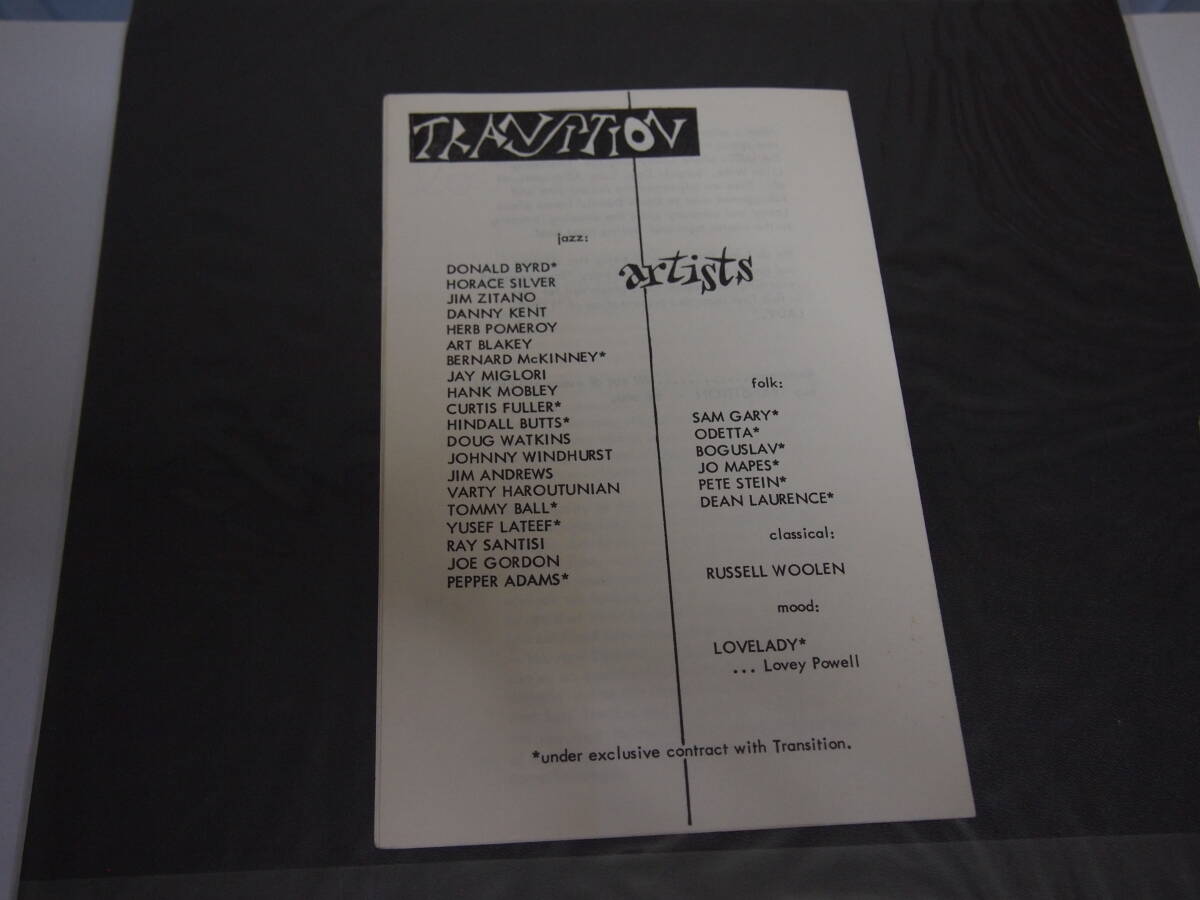 TRANSITION
artists
jazz:
DONALD BYRD*
HORACE SILVER
JIM ZITANO
DANNY KENT
HERB POMEROY
ART BLAKEY
BERNARD McKINNEY*
JAY MIGLORI
HANK MOBLEY
CURTIS FULLER*
HINDALL BUTTS*
DOUG WATKINS
JOHNNY WINDHURST
JIM ANDREWS
VARTY HAROUTUNIAN
TOMMY BALL*
YUSEF LATEEF*
RAY SANTISI
JOE GORDON
PEPPER ADAMS*
folk:
SAM GARY*
ODETTA*
BOGUSLAV*
JO MAPES*
PETE STEIN*
DEAN LAURENCE*
classical:
RUSSELL WOOLEN
mood:
LOVELADY*
... Lovey Powell
*under exclusive contract with Transition.